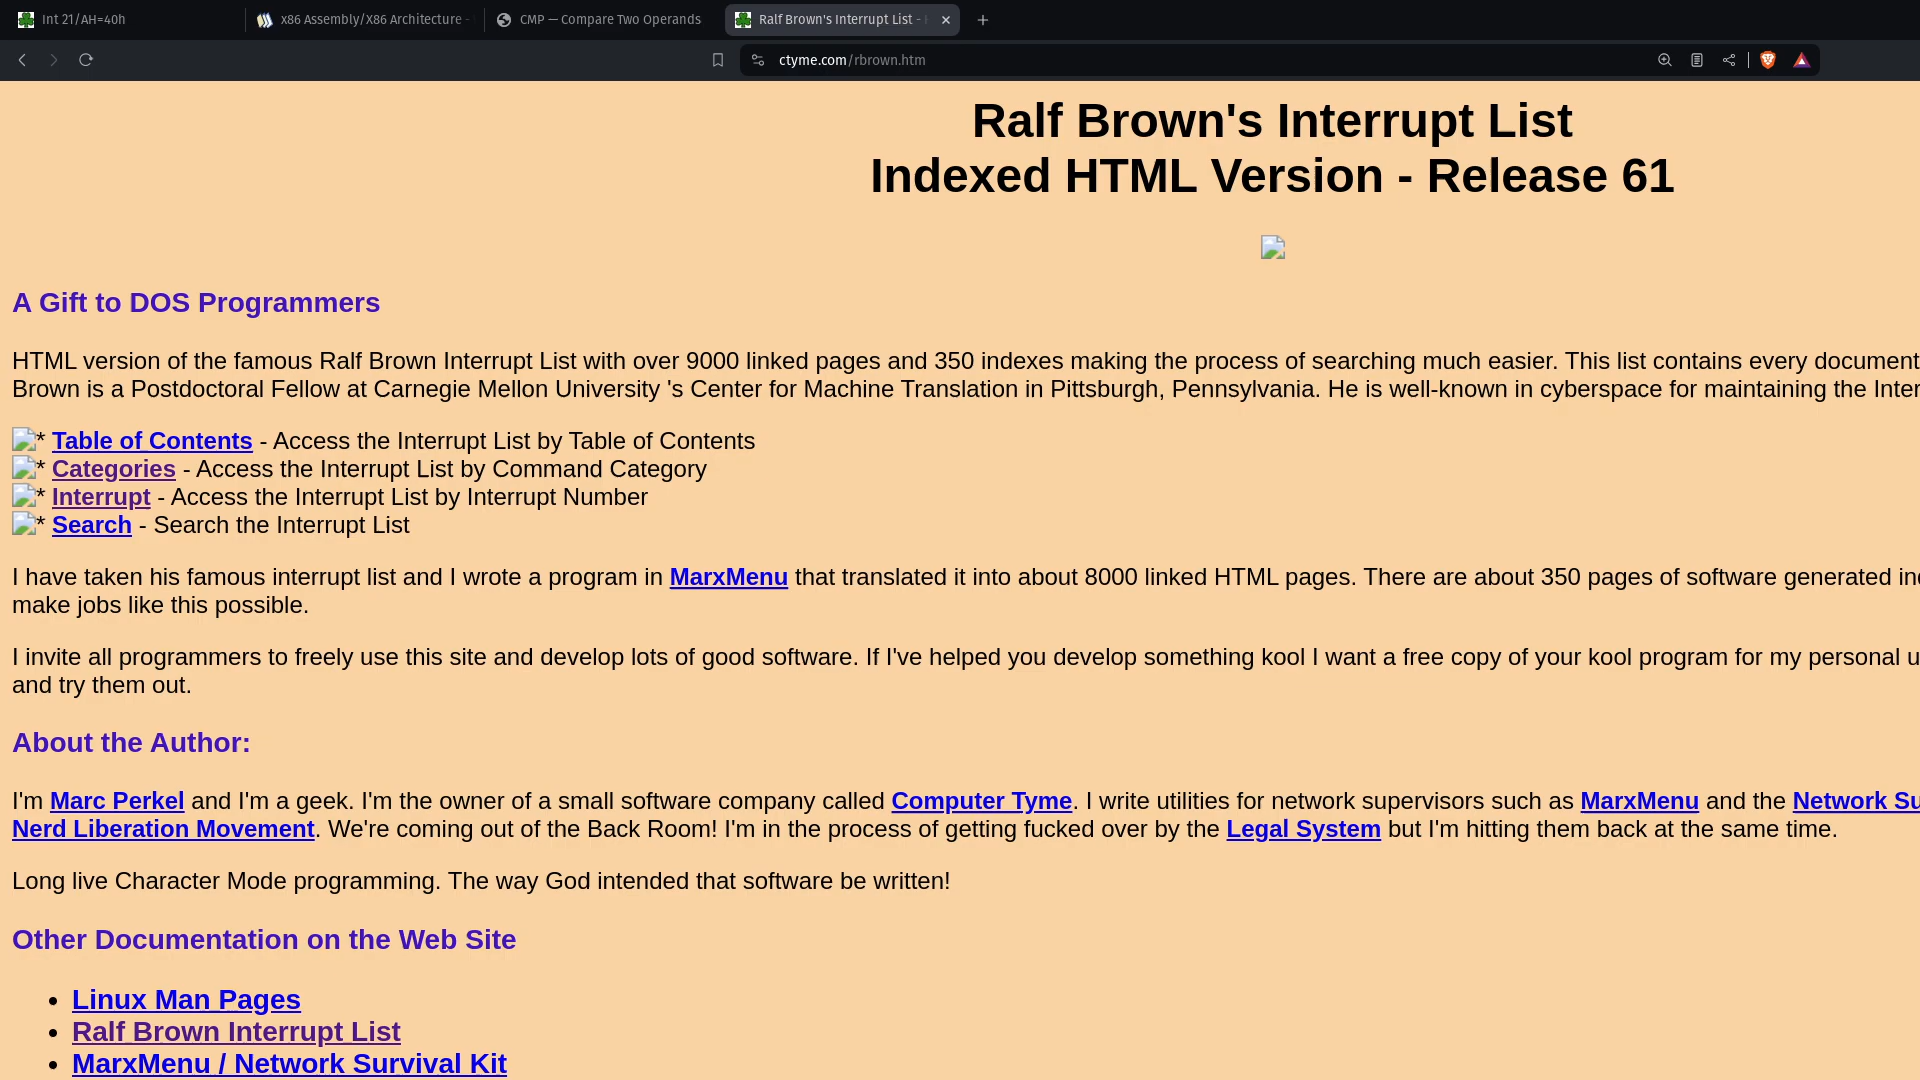 Int 21/AH=40h
x86 Assembly/X86 Architecture -
CMP — Compare Two Operands
Ralf Brown's Interrupt List -
ctyme.com/rbrown.htm
Ralf Brown's Interrupt List
Indexed HTML Version - Release 61
A Gift to DOS Programmers
HTML version of the famous Ralf Brown Interrupt List with over 9000 linked pages and 350 indexes making the process of searching much easier. This list contains every document
Brown is a Postdoctoral Fellow at Carnegie Mellon University 's Center for Machine Translation in Pittsburgh, Pennsylvania. He is well-known in cyberspace for maintaining the Inter
* Table of Contents - Access the Interrupt List by Table of Contents
* Categories - Access the Interrupt List by Command Category
* Interrupt - Access the Interrupt List by Interrupt Number
* Search - Search the Interrupt List
I have taken his famous interrupt list and I wrote a program in MarxMenu that translated it into about 8000 linked HTML pages. There are about 350 pages of software generated in
make jobs like this possible.
I invite all programmers to freely use this site and develop lots of good software. If I've helped you develop something kool I want a free copy of your kool program for my personal u
and try them out.
About the Author:
I'm Marc Perkel and I'm a geek. I'm the owner of a small software company called Computer Tyme. I write utilities for network supervisors such as MarxMenu and the Network Su
Nerd Liberation Movement. We're coming out of the Back Room! I'm in the process of getting fucked over by the Legal System but I'm hitting them back at the same time.
Long live Character Mode programming. The way God intended that software be written!
Other Documentation on the Web Site
• Linux Man Pages
• Ralf Brown Interrupt List
• MarxMenu / Network Survival Kit